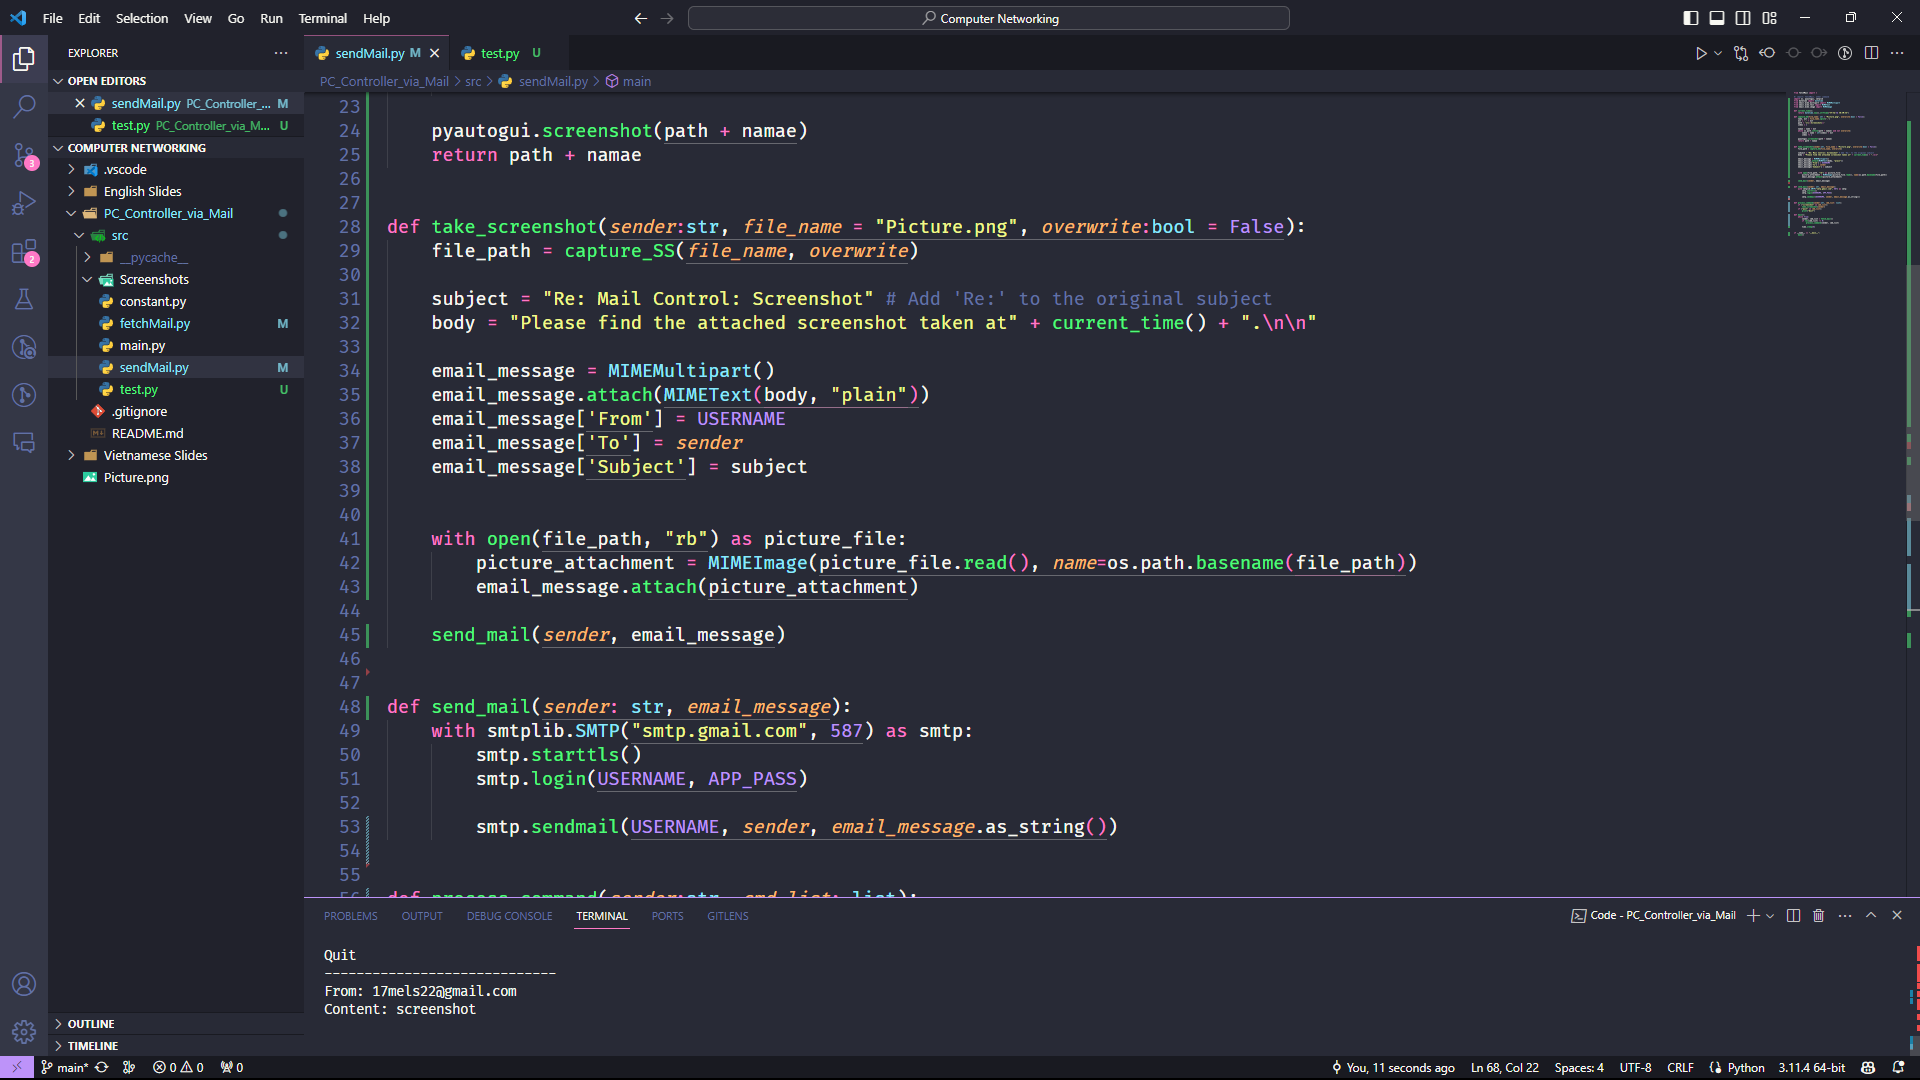 File Edit Selection View Go Run Terminal Help
Computer Networking
EXPLORER
OPEN EDITORS
sendMail.py PC_Controller_... M
test.py PC_Controller_via_M... U
COMPUTER NETWORKING
.vscode
English Slides
PC_Controller_via_Mail
src
__pycache__
Screenshots
constant.py
fetchMail.py M
main.py
sendMail.py M
test.py U
.gitignore
README.md
Vietnamese Slides
Picture.png
OUTLINE
TIMELINE
3
2
sendMail.py M
test.py U
PC_Controller_via_Mail > src > sendMail.py > main
23
24 pyautogui.screenshot(path + namae)
25 return path + namae
26
27
28 def take_screenshot(sender:str, file_name = "Picture.png", overwrite:bool = False):
29 file_path = capture_SS(file_name, overwrite)
30
31 subject = "Re: Mail Control: Screenshot" # Add 'Re:' to the original subject
32 body = "Please find the attached screenshot taken at" + current_time() + ".\n\n"
33
34 email_message = MIMEMultipart()
35 email_message.attach(MIMEText(body, "plain"))
36 email_message['From'] = USERNAME
37 email_message['To'] = sender
38 email_message['Subject'] = subject
39
40
41 with open(file_path, "rb") as picture_file:
42 picture_attachment = MIMEImage(picture_file.read(), name=os.path.basename(file_path))
43 email_message.attach(picture_attachment)
44
45 send_mail(sender, email_message)
46
47
48 def send_mail(sender: str, email_message):
49 with smtplib.SMTP("smtp.gmail.com", 587) as smtp:
50 smtp.starttls()
51 smtp.login(USERNAME, APP_PASS)
52
53 smtp.sendmail(USERNAME, sender, email_message.as_string())
54
55
56 def process_command(sender:str, cmd_list: list):
PROBLEMS OUTPUT DEBUG CONSOLE TERMINAL PORTS GITLENS
Code - PC_Controller_via_Mail
Quit
-----------------------------
From: 17mels22@gmail.com
Content: screenshot
main* 0 0 0
You, 11 seconds ago Ln 68, Col 22 Spaces: 4 UTF-8 CRLF Python 3.11.4 64-bit